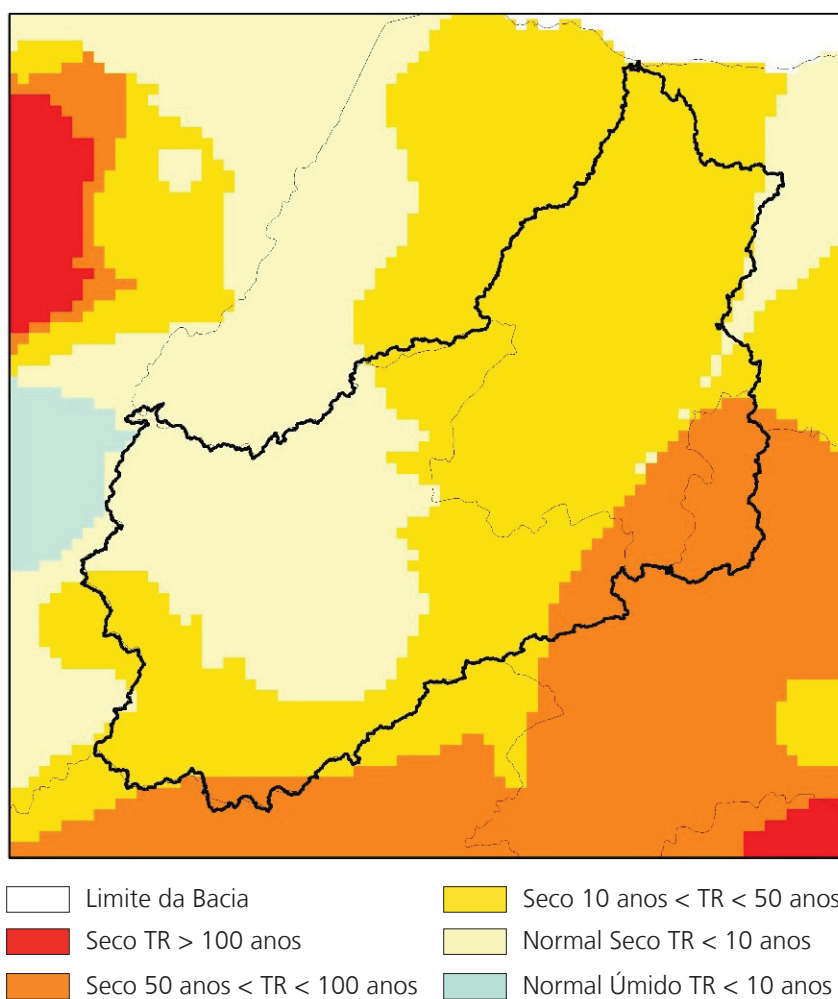 Limite da Bacia
Seco TR > 100 anos
Seco 50 anos < TR < 100 anos
Seco 10 anos < TR < 50 anos
Normal Seco TR < 10 anos
Normal Úmido TR < 10 anos